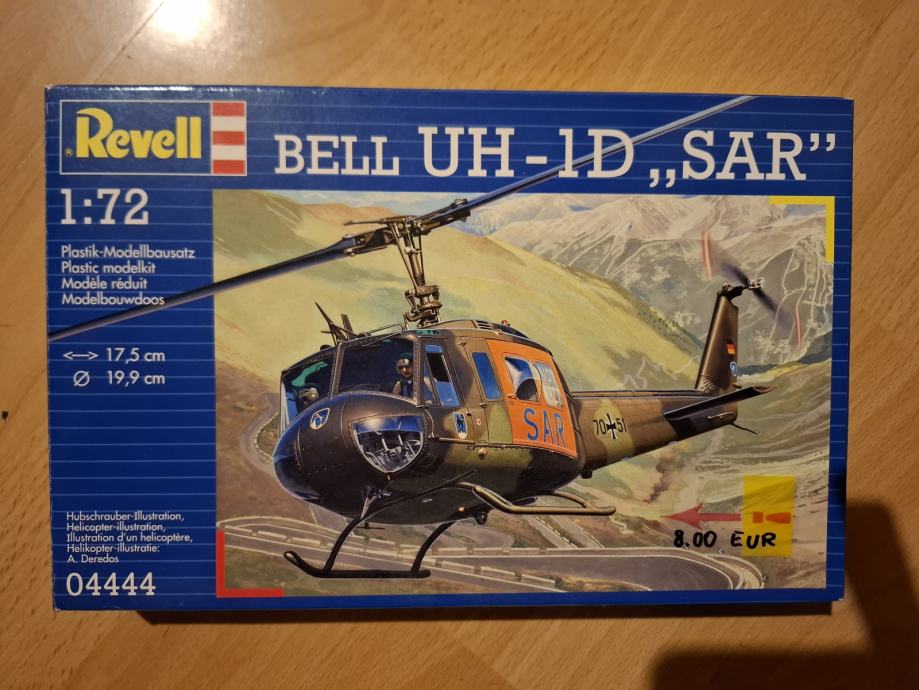 ® Revell
BELL UH-1D „SAR”
1:72
Plastik-Modellbausatz
Plastic modelkit
Modèle réduit
Modelbouwdoos
17,5 cm
Ø 19,9 cm
SAR
70 51
8.00 EUR
Hubschrauber-Illustration,
Helicopter-illustration,
Illustration d'un helicoptère,
Helikopter-illustratie:
A. Deredos
04444